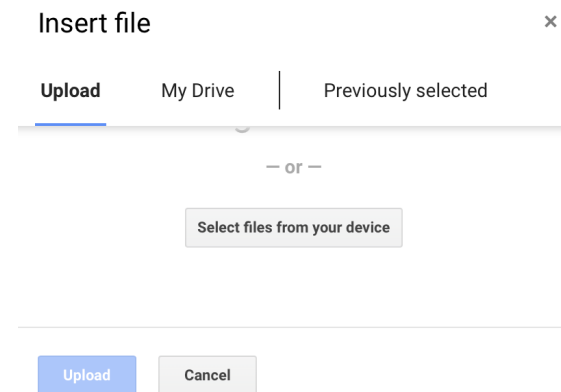 Insert file ×
Upload My Drive Previously selected
— or —
Select files from your device
Upload Cancel